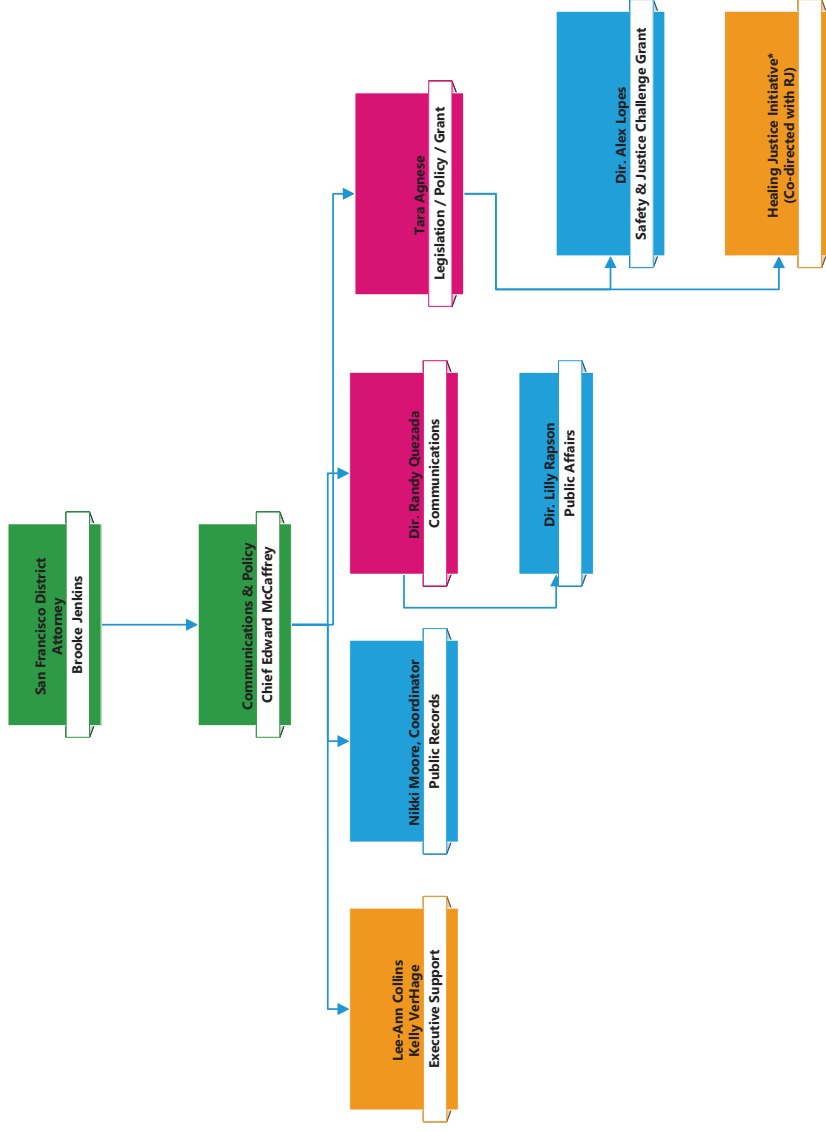 San Francisco District
Attorney
Brooke Jenkins
Communications & Policy
Chief Edward McCaffrey
Lee-Ann Collins
Kelly VerHage
Executive Support
Nikki Moore, Coordinator
Public Records
Dir. Randy Quezada
Communications
Tara Agnese
Legislation / Policy / Grant
Dir. Lilly Rapson
Public Affairs
Dir. Alex Lopes
Safety & Justice Challenge Grant
Healing Justice Initiative*
(Co-directed with RJ)